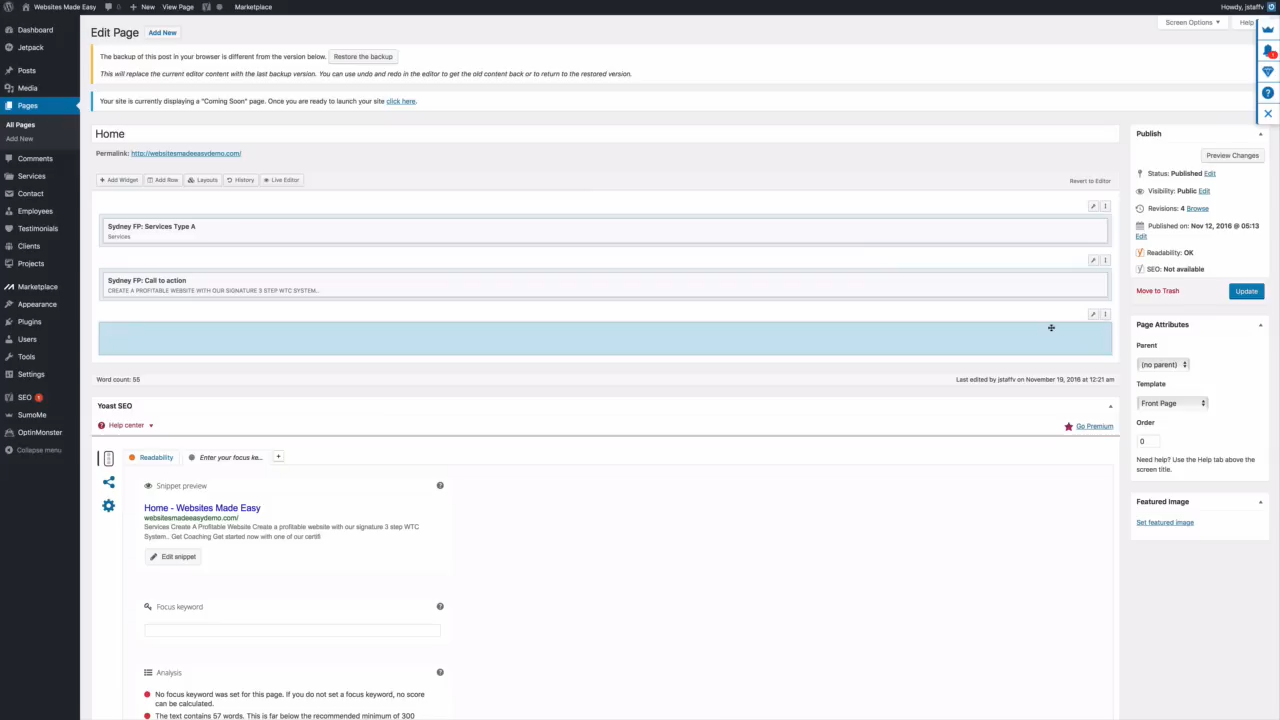 Websites Made Easy 0 New View Page Marketplace Howdy, jstaffv
Dashboard
Jetpack
Posts
Media
Pages
All Pages
Add New
Comments
Services
Contact
Employees
Testimonials
Clients
Projects
Marketplace
Appearance
Plugins
Users
Tools
Settings
SEO 1
SumoMe
OptinMonster
Collapse menu
Screen Options Help
Edit Page Add New
The backup of this post in your browser is different from the version below. Restore the backup
This will replace the current editor content with the last backup version. You can use undo and redo in the editor to get the old content back or to return to the restored version.
Your site is currently displaying a "Coming Soon" page. Once you are ready to launch your site click here.
Home
Permalink: http://websitesmadeeasydemo.com/
Add Widget Add Row Layouts History Live Editor Revert to Editor
Sydney FP: Services Type A
Services
Sydney FP: Call to action
CREATE A PROFITABLE WEBSITE WITH OUR SIGNATURE 3 STEP WTC SYSTEM...
Word count: 55 Last edited by jstaffv on November 19, 2016 at 12:21 am
Yoast SEO
Help center Go Premium
Readability Enter your focus ke... +
Snippet preview
Home - Websites Made Easy
websitesmadeeasydemo.com/
Services Create A Profitable Website Create a profitable website with our signature 3 step WTC
System.. Get Coaching Get started now with one of our certifi
Edit snippet
Focus keyword
Analysis
No focus keyword was set for this page. If you do not set a focus keyword, no score
can be calculated.
The text contains 57 words. This is far below the recommended minimum of 300
Publish
Preview Changes
Status: Published Edit
Visibility: Public Edit
Revisions: 4 Browse
Published on: Nov 12, 2016 @ 05:13
Edit
Readability: OK
SEO: Not available
Move to Trash Update
Page Attributes
Parent
(no parent)
Template
Front Page
Order
0
Need help? Use the Help tab above the
screen title.
Featured Image
Set featured image